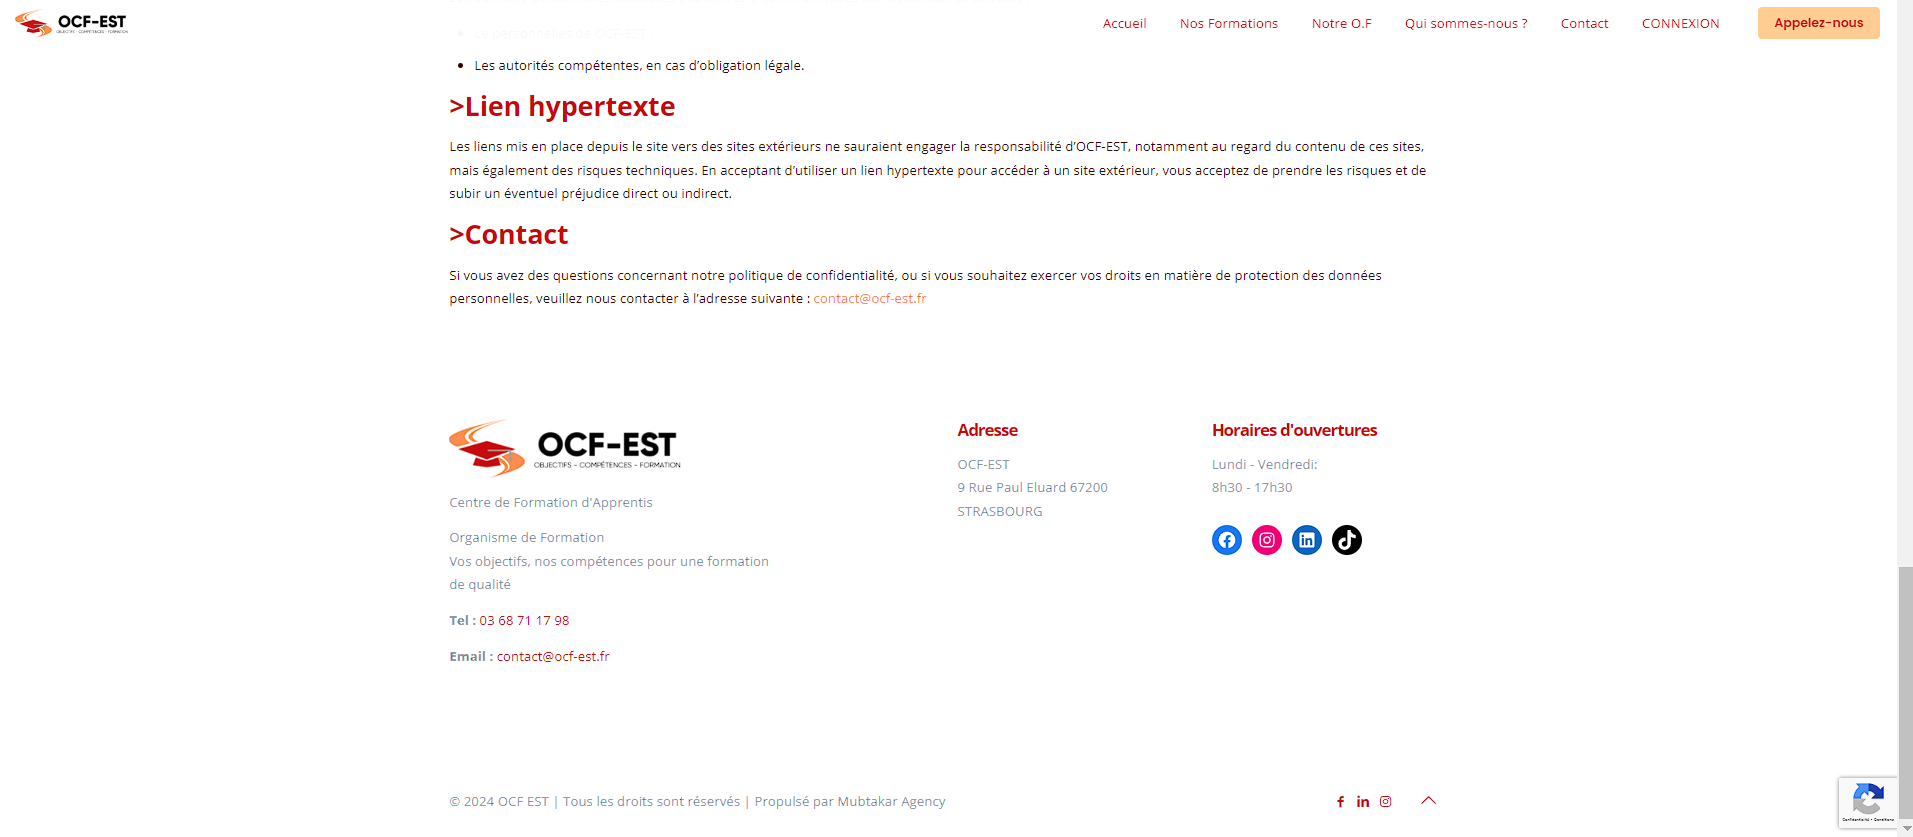 OCF-EST
OBJECTIFS - COMPÉTENCES - FORMATION
Accueil
Nos Formations
Notre O.F
Qui sommes-nous ?
Contact
CONNEXION
Appelez-nous
Le personnelles de OCF-EST
Les autorités compétentes, en cas d’obligation légale.
>Lien hypertexte
Les liens mis en place depuis le site vers des sites extérieurs ne sauraient engager la responsabilité d’OCF-EST, notamment au regard du contenu de ces sites,
mais également des risques techniques. En acceptant d’utiliser un lien hypertexte pour accéder à un site extérieur, vous acceptez de prendre les risques et de
subir un éventuel préjudice direct ou indirect.
>Contact
Si vous avez des questions concernant notre politique de confidentialité, ou si vous souhaitez exercer vos droits en matière de protection des données
personnelles, veuillez nous contacter à l’adresse suivante : contact@ocf-est.fr
OCF-EST
OBJECTIFS - COMPÉTENCES - FORMATION
Centre de Formation d'Apprentis
Organisme de Formation
Vos objectifs, nos compétences pour une formation
de qualité
Tel : 03 68 71 17 98
Email : contact@ocf-est.fr
Adresse
OCF-EST
9 Rue Paul Eluard 67200
STRASBOURG
Horaires d'ouvertures
Lundi - Vendredi:
8h30 - 17h30
© 2024 OCF EST | Tous les droits sont réservés | Propulsé par Mubtakar Agency
Confidentialité - Conditions